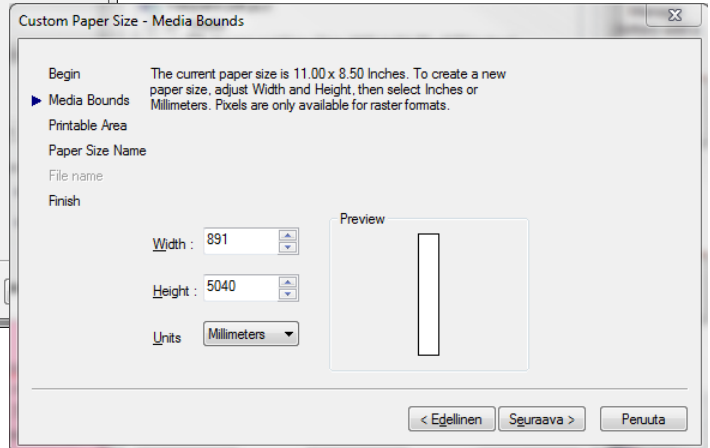 Custom Paper Size - Media Bounds
Begin
Media Bounds
Printable Area
Paper Size Name
File name
Finish
The current paper size is 11.00 x 8.50 Inches. To create a new
paper size, adjust Width and Height, then select Inches or
Millimeters. Pixels are only available for raster formats.
Width : 891
Height : 5040
Units Millimeters
Preview
< Edellinen Seuraava > Peruuta